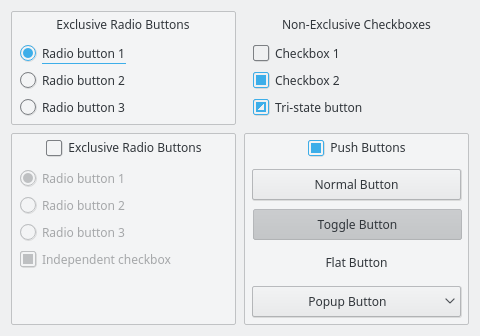 Exclusive Radio Buttons
Radio button 1
Radio button 2
Radio button 3
Non-Exclusive Checkboxes
Checkbox 1
Checkbox 2
Tri-state button
Exclusive Radio Buttons
Radio button 1
Radio button 2
Radio button 3
Independent checkbox
Push Buttons
Normal Button
Toggle Button
Flat Button
Popup Button